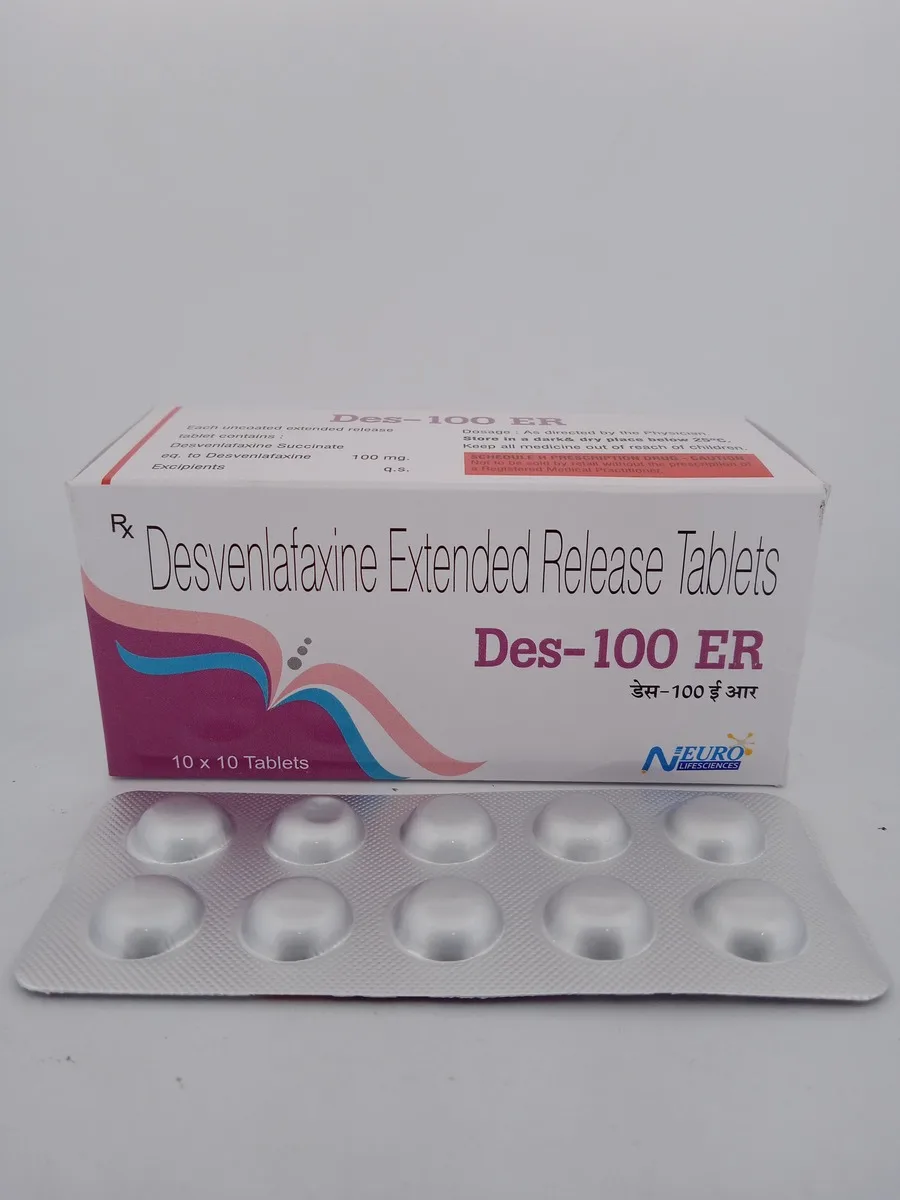 Des-100 ER
Each uncoated extended release
tablet contains :
Desvenlafaxine Succinate
eq. to Desvenlafaxine 100 mg.
Excipients q.s.
Dosage : As directed by the Physician
Store in a dark& dry place below 25°C.
Keep all medicine out of reach of children.
SCHEDULE H PRESCRIPTION DRUG - CAUTION
Not to be sold by retail without the prescription of
a Registered Medical Practitioner.
Rx Desvenlafaxine Extended Release Tablets
Des-100 ER
डेस-100 ई आर
10 x 10 Tablets
NEURO
LIFESCIENCES